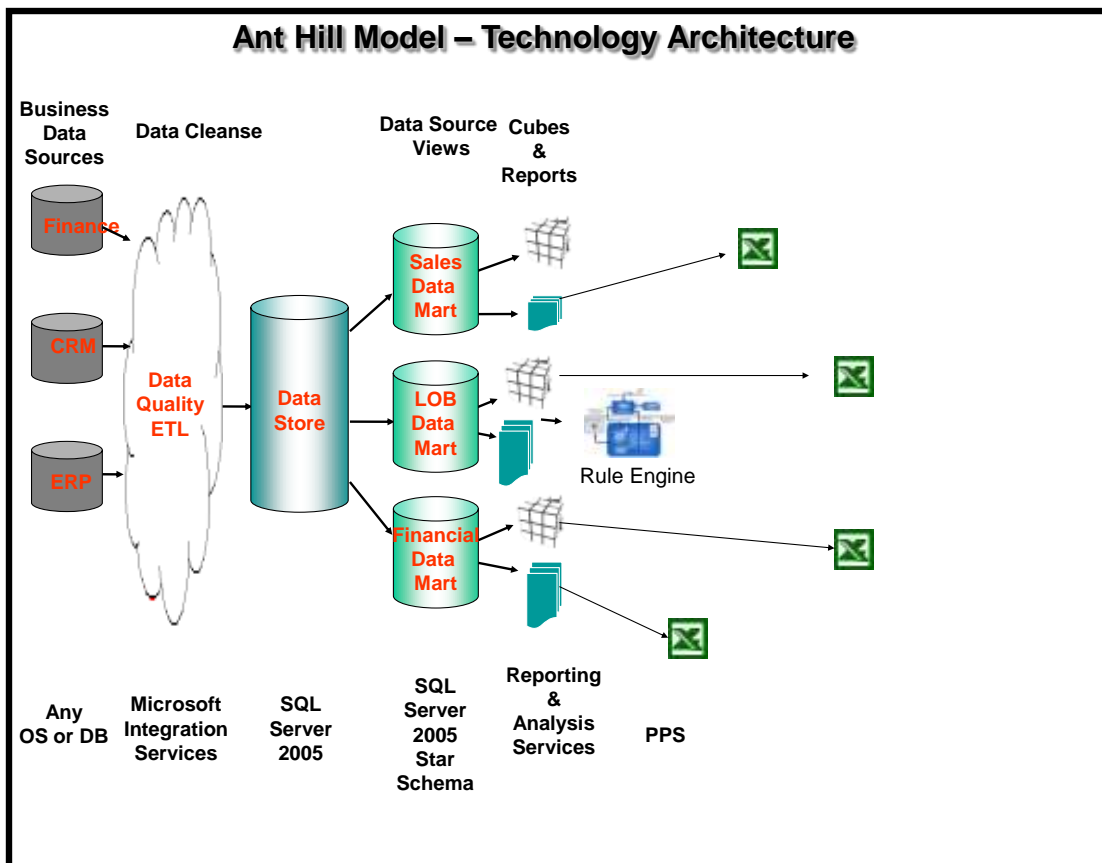 Ant Hill Model – Technology Architecture
Business
Data
Sources
Data Cleanse
Data Source
Views
Cubes
&
Reports
Finance
CRM
ERP
Data
Quality
ETL
Data
Store
Sales
Data
Mart
LOB
Data
Mart
Financial
Data
Mart
Rule Engine
Any
OS or DB
Microsoft
Integration
Services
SQL
Server
2005
SQL
Server
2005
Star
Schema
Reporting
&
Analysis
Services
PPS